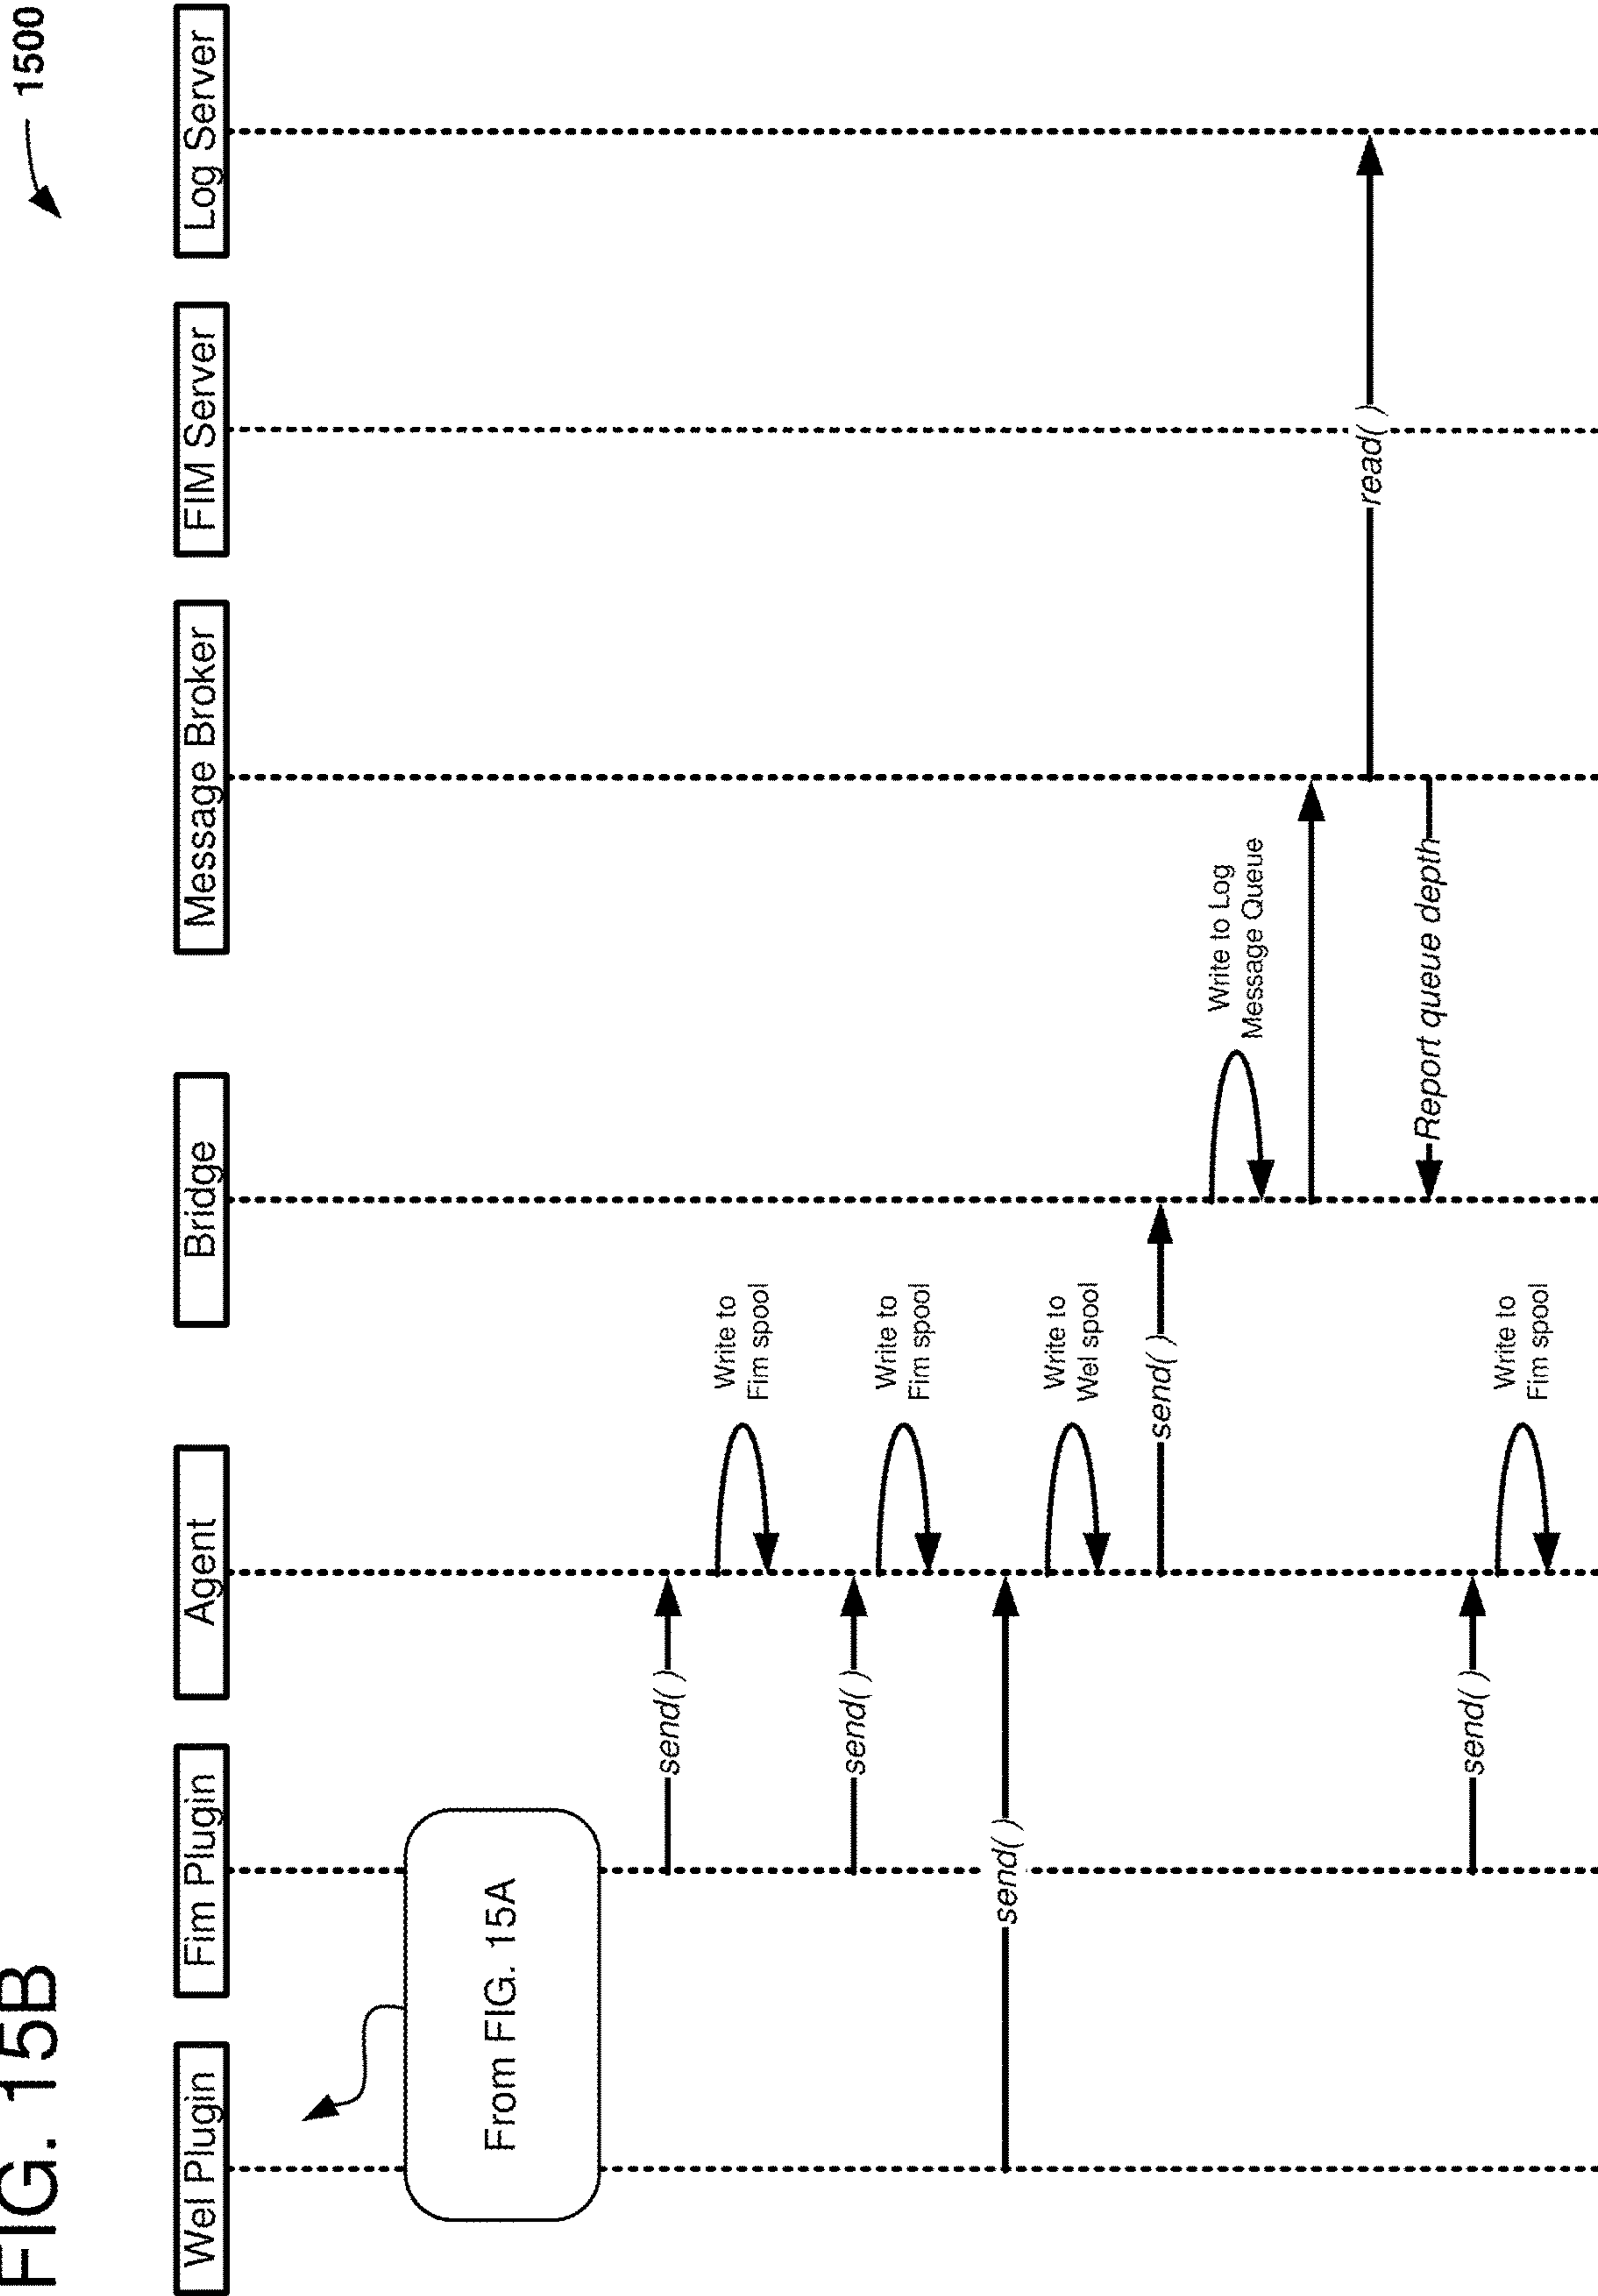 FIG. 15B
1500
Wel Plugin
Fim Plugin
Agent
Bridge
Message Broker
FIM Server
Log Server
From FIG. 15A
send( )
Write to
Fim spool
send( )
Write to
Fim spool
send( )
Write to
Wel spool
send( )
Write to Log
Message Queue
read( )
Report queue depth
send( )
Write to
Fim spool